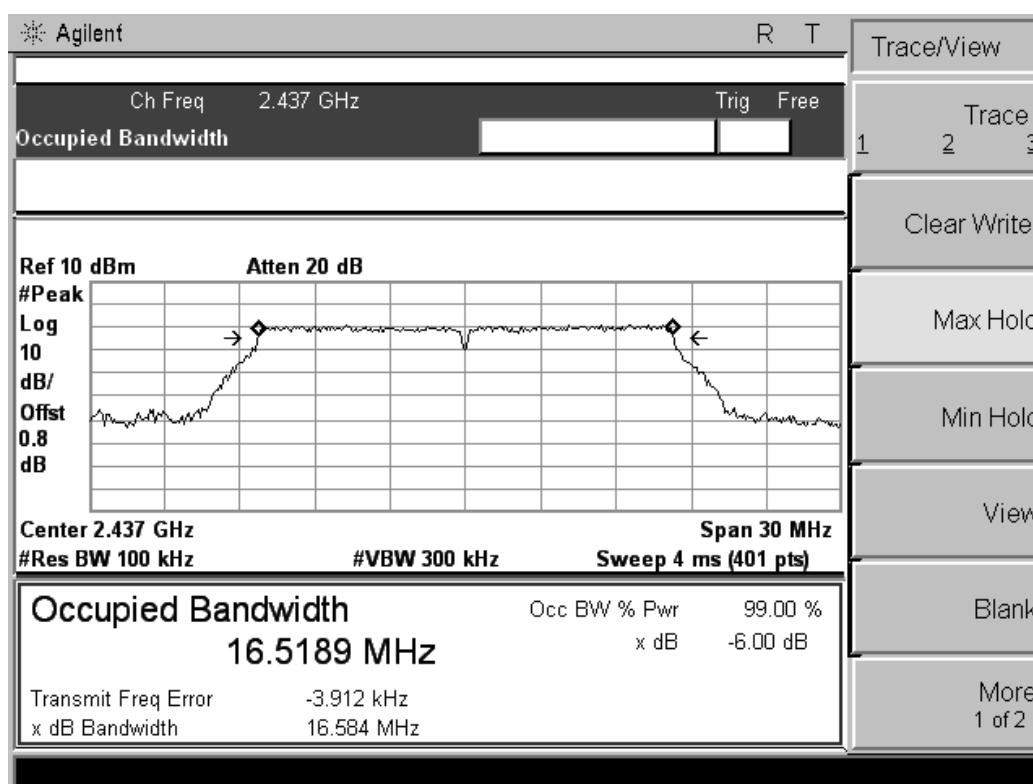 Agilent R T
Ch Freq 2.437 GHz Trig Free
Occupied Bandwidth
Ref 10 dBm Atten 20 dB
#Peak
Log
10
dB/
Offst
0.8
dB
Center 2.437 GHz Span 30 MHz
#Res BW 100 kHz #VBW 300 kHz Sweep 4 ms (401 pts)
Occupied Bandwidth
16.5189 MHz
Occ BW % Pwr 99.00 %
x dB -6.00 dB
Transmit Freq Error -3.912 kHz
x dB Bandwidth 16.584 MHz
Trace/View
Trace
1 2 3
Clear Write
Max Hold
Min Hold
View
Blank
More
1 of 2